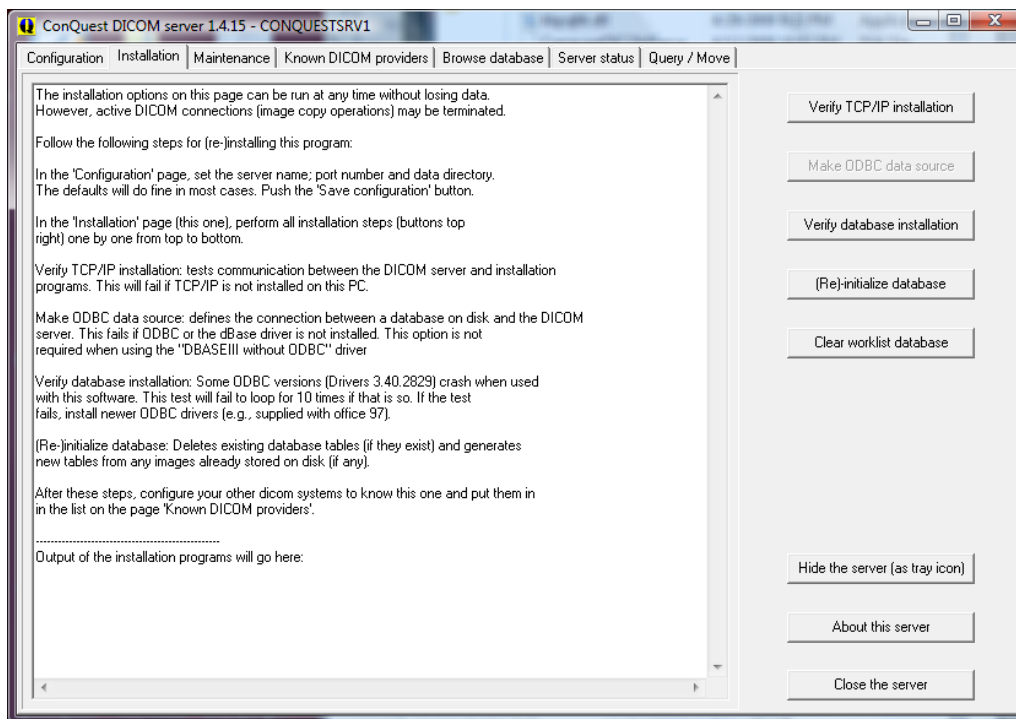 ConQuest DICOM server 1.4.15 - CONQUESTSRV1
Configuration Installation Maintenance Known DICOM providers Browse database Server status Query / Move
The installation options on this page can be run at any time without losing data.
However, active DICOM connections (image copy operations) may be terminated.
Follow the following steps for (re-)installing this program:
In the 'Configuration' page, set the server name; port number and data directory.
The defaults will do fine in most cases. Push the 'Save configuration' button.
In the 'Installation' page (this one), perform all installation steps (buttons top
right) one by one from top to bottom.
Verify TCP/IP installation: tests communication between the DICOM server and installation
programs. This will fail if TCP/IP is not installed on this PC.
Make ODBC data source: defines the connection between a database on disk and the DICOM
server. This fails if ODBC or the dBase driver is not installed. This option is not
required when using the "DBASEIII without ODBC" driver
Verify database installation: Some ODBC versions (Drivers 3.40.2829) crash when used
with this software. This test will fail to loop for 10 times if that is so. If the test
fails, install newer ODBC drivers (e.g., supplied with office 97).
(Re-)initialize database: Deletes existing database tables (if they exist) and generates
new tables from any images already stored on disk (if any).
After these steps, configure your other dicom systems to know this one and put them in
in the list on the page 'Known DICOM providers'.
------------------------------------------------
Output of the installation programs will go here:
Verify TCP/IP installation
Make ODBC data source
Verify database installation
(Re)-initialize database
Clear worklist database
Hide the server (as tray icon)
About this server
Close the server